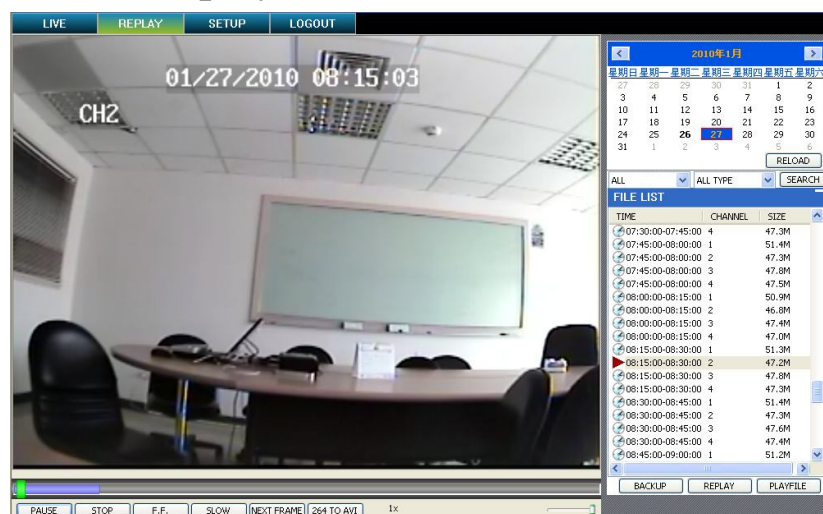 LIVE REPLAY SETUP LOGOUT
01/27/2010 08:15:03
CH2
2010年1月
星期日 星期一 星期二 星期三 星期四 星期五 星期六
27 28 29 30 31 1 2
3 4 5 6 7 8 9
10 11 12 13 14 15 16
17 18 19 20 21 22 23
24 25 26 27 28 29 30
31 1 2 3 4 5 6
RELOAD
ALL ALL TYPE SEARCH
FILE LIST
TIME CHANNEL SIZE
07:30:00-07:45:00 4 47.3M
07:45:00-08:00:00 1 51.4M
07:45:00-08:00:00 2 47.3M
07:45:00-08:00:00 3 47.8M
07:45:00-08:00:00 4 47.5M
08:00:00-08:15:00 1 50.9M
08:00:00-08:15:00 2 46.8M
08:00:00-08:15:00 3 47.4M
08:00:00-08:15:00 4 47.0M
08:15:00-08:30:00 1 51.3M
08:15:00-08:30:00 2 47.2M
08:15:00-08:30:00 3 47.8M
08:15:00-08:30:00 4 47.3M
08:30:00-08:45:00 1 51.4M
08:30:00-08:45:00 2 47.3M
08:30:00-08:45:00 3 47.6M
08:30:00-08:45:00 4 47.4M
08:45:00-09:00:00 1 51.2M
BACKUP REPLAY PLAYFILE
PAUSE STOP F.F. SLOW NEXT FRAME 264 TO AVI 1x